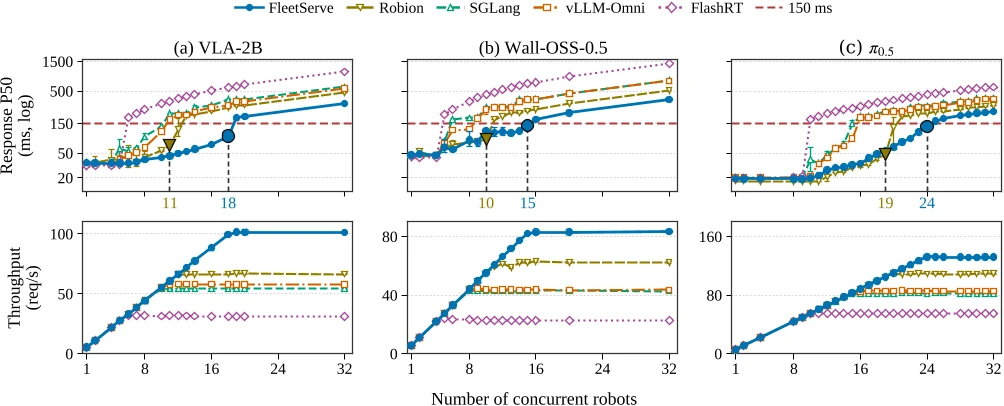 FleetServe Robion SGLang vLLM-Omni FlashRT 150 ms
(a) VLA-2B
(b) Wall-OSS-0.5
(c) π0.5
Response P50
(ms, log)
1500
500
150
50
20
11
18
10
15
19
24
Throughput
(req/s)
100
50
0
80
40
0
160
80
0
1 8 16 24 32
1 8 16 24 32
1 8 16 24 32
Number of concurrent robots